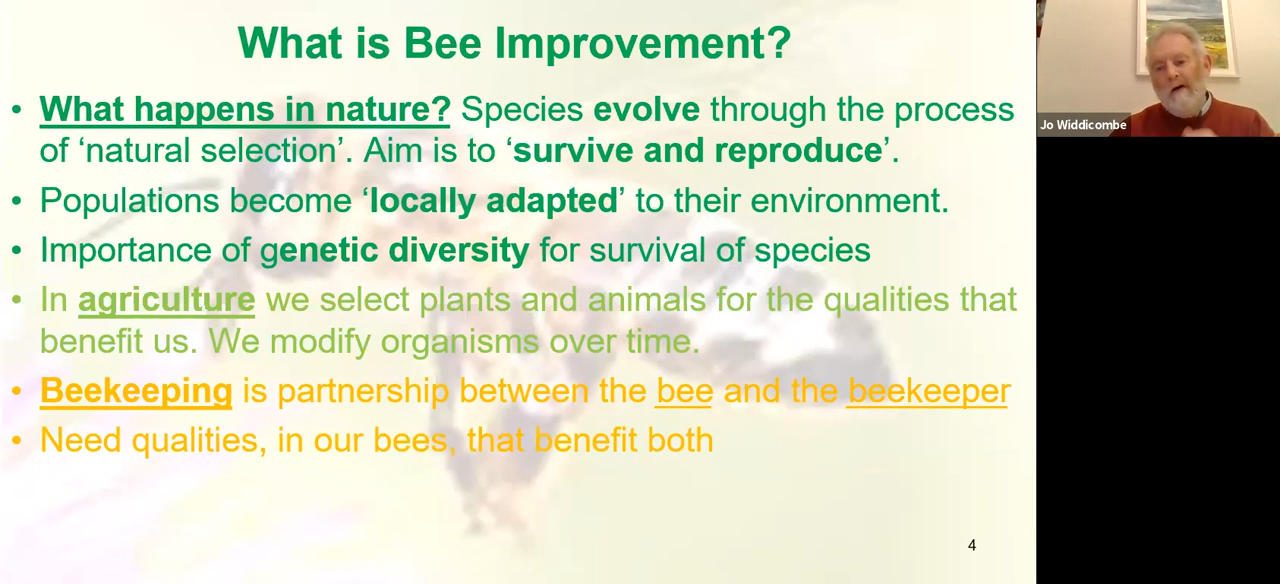 What is Bee Improvement?
• What happens in nature? Species evolve through the process
of ‘natural selection’. Aim is to ‘survive and reproduce’.
• Populations become ‘locally adapted’ to their environment.
• Importance of genetic diversity for survival of species
• In agriculture we select plants and animals for the qualities that
benefit us. We modify organisms over time.
• Beekeeping is partnership between the bee and the beekeeper
• Need qualities, in our bees, that benefit both
4
Jo Widdicombe